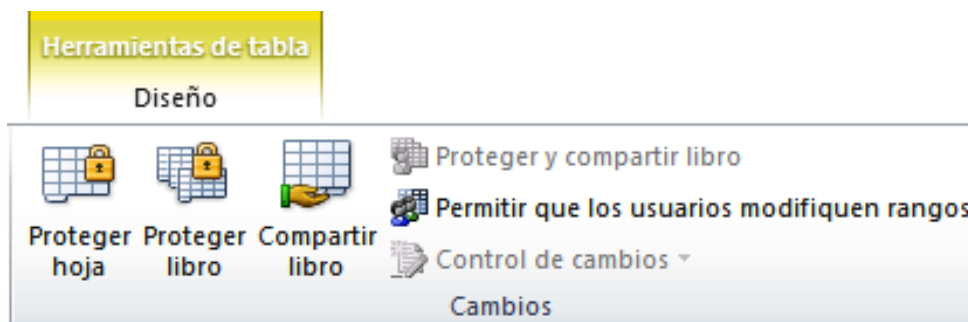 Herramientas de tabla
Diseño
Proteger hoja
Proteger libro
Compartir libro
Proteger y compartir libro
Permitir que los usuarios modifiquen rangos
Control de cambios
Cambios